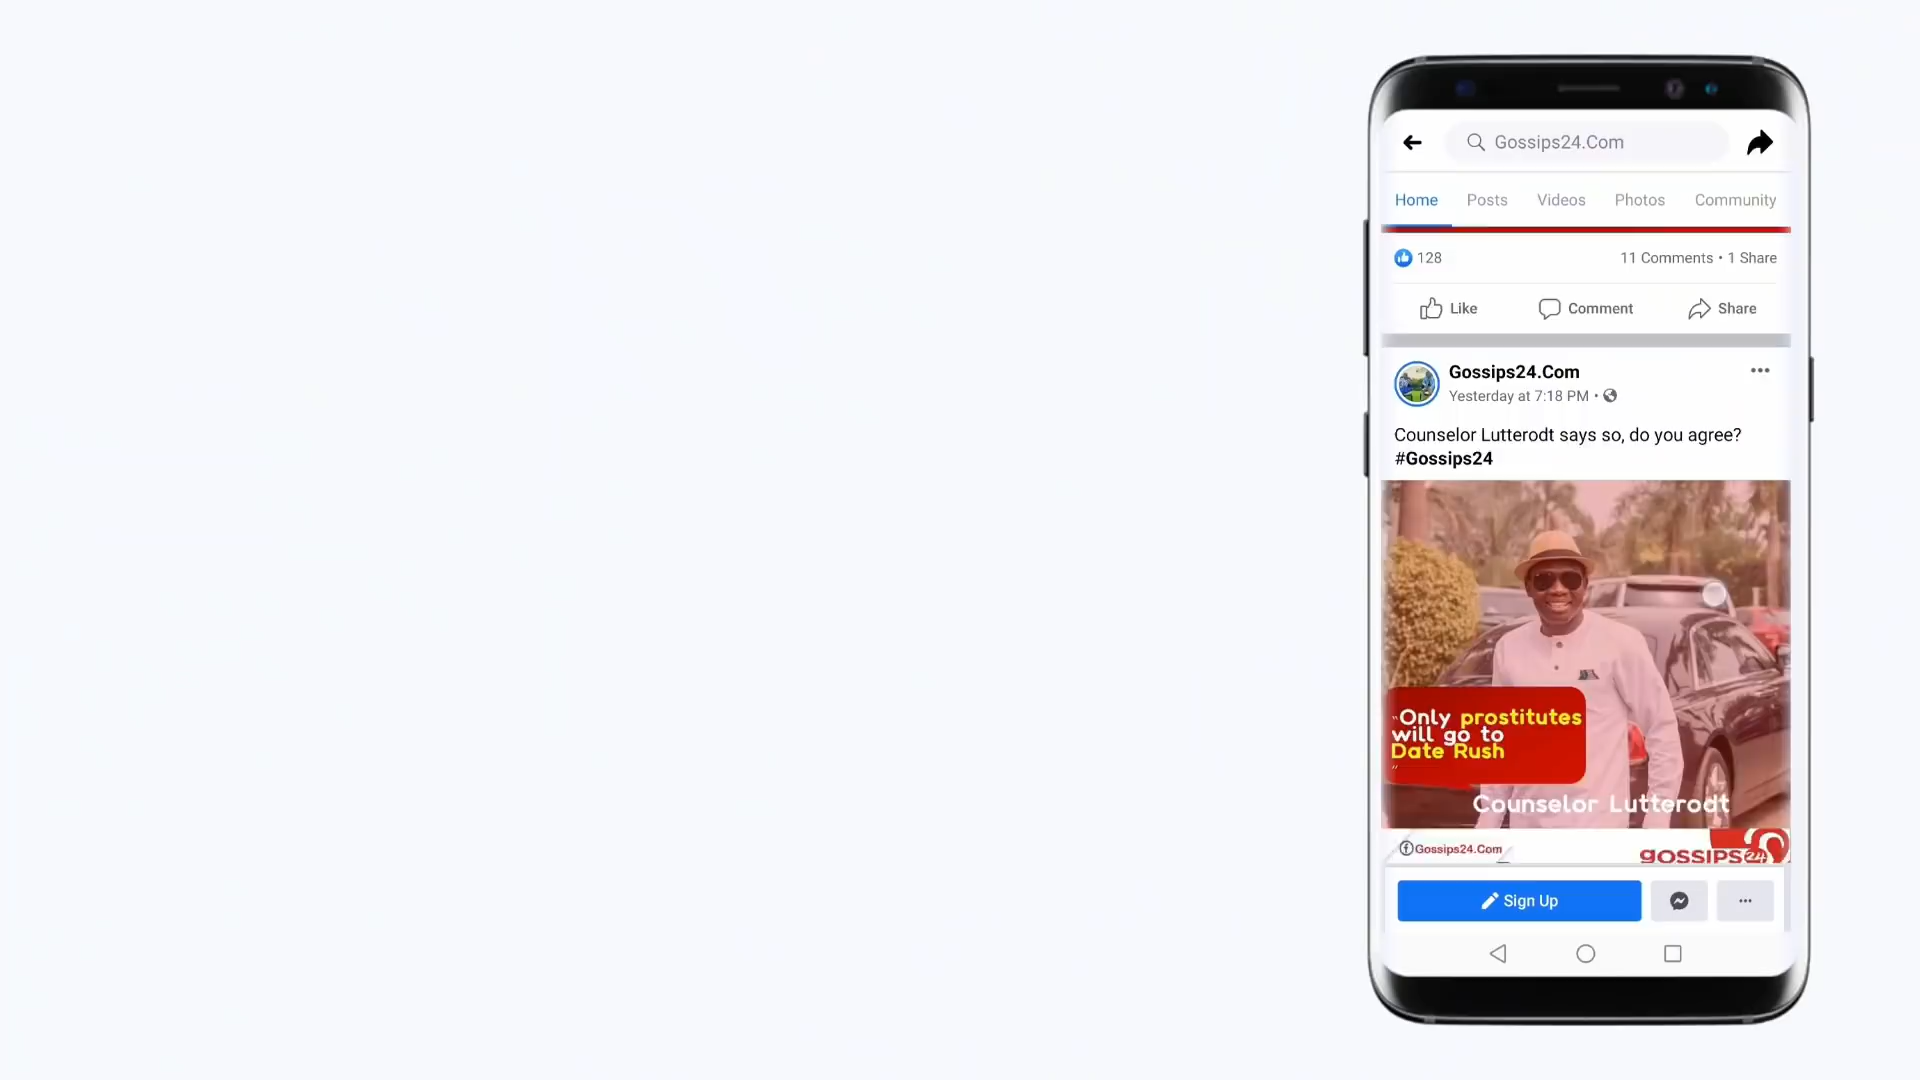 Gossips24.Com
Home Posts Videos Photos Community
128 11 Comments • 1 Share
Like Comment Share
Gossips24.Com
Yesterday at 7:18 PM •
Counselor Lutterodt says so, do you agree?
#Gossips24
"Only prostitutes
will go to
Date Rush
"
Counselor Lutterodt
Gossips24.Com
gossips24
Sign Up